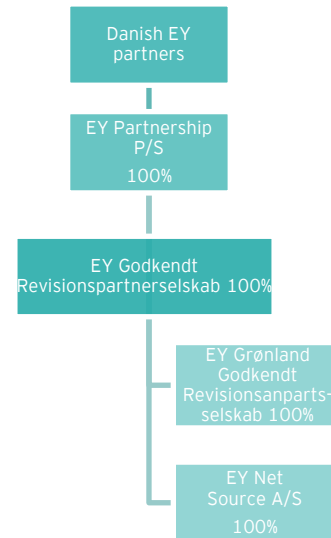 Danish EY
partners
EY Partnership
P/S
100%
EY Godkendt
Revisionspartnerselskab 100%
EY Grønland
Godkendt
Revisionsanparts-
selskab 100%
EY Net
Source A/S
100%